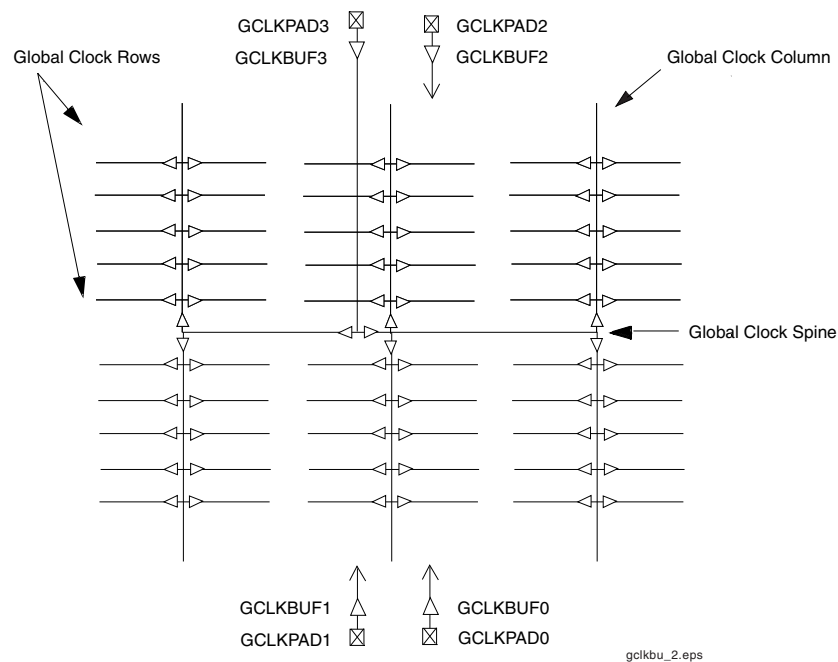 GCLKPAD3
GCLKPAD2
Global Clock Rows
GCLKBUF3
GCLKBUF2
Global Clock Column
Global Clock Spine
GCLKBUF1
GCLKBUF0
GCLKPAD1
GCLKPAD0
gclkbu_2.eps